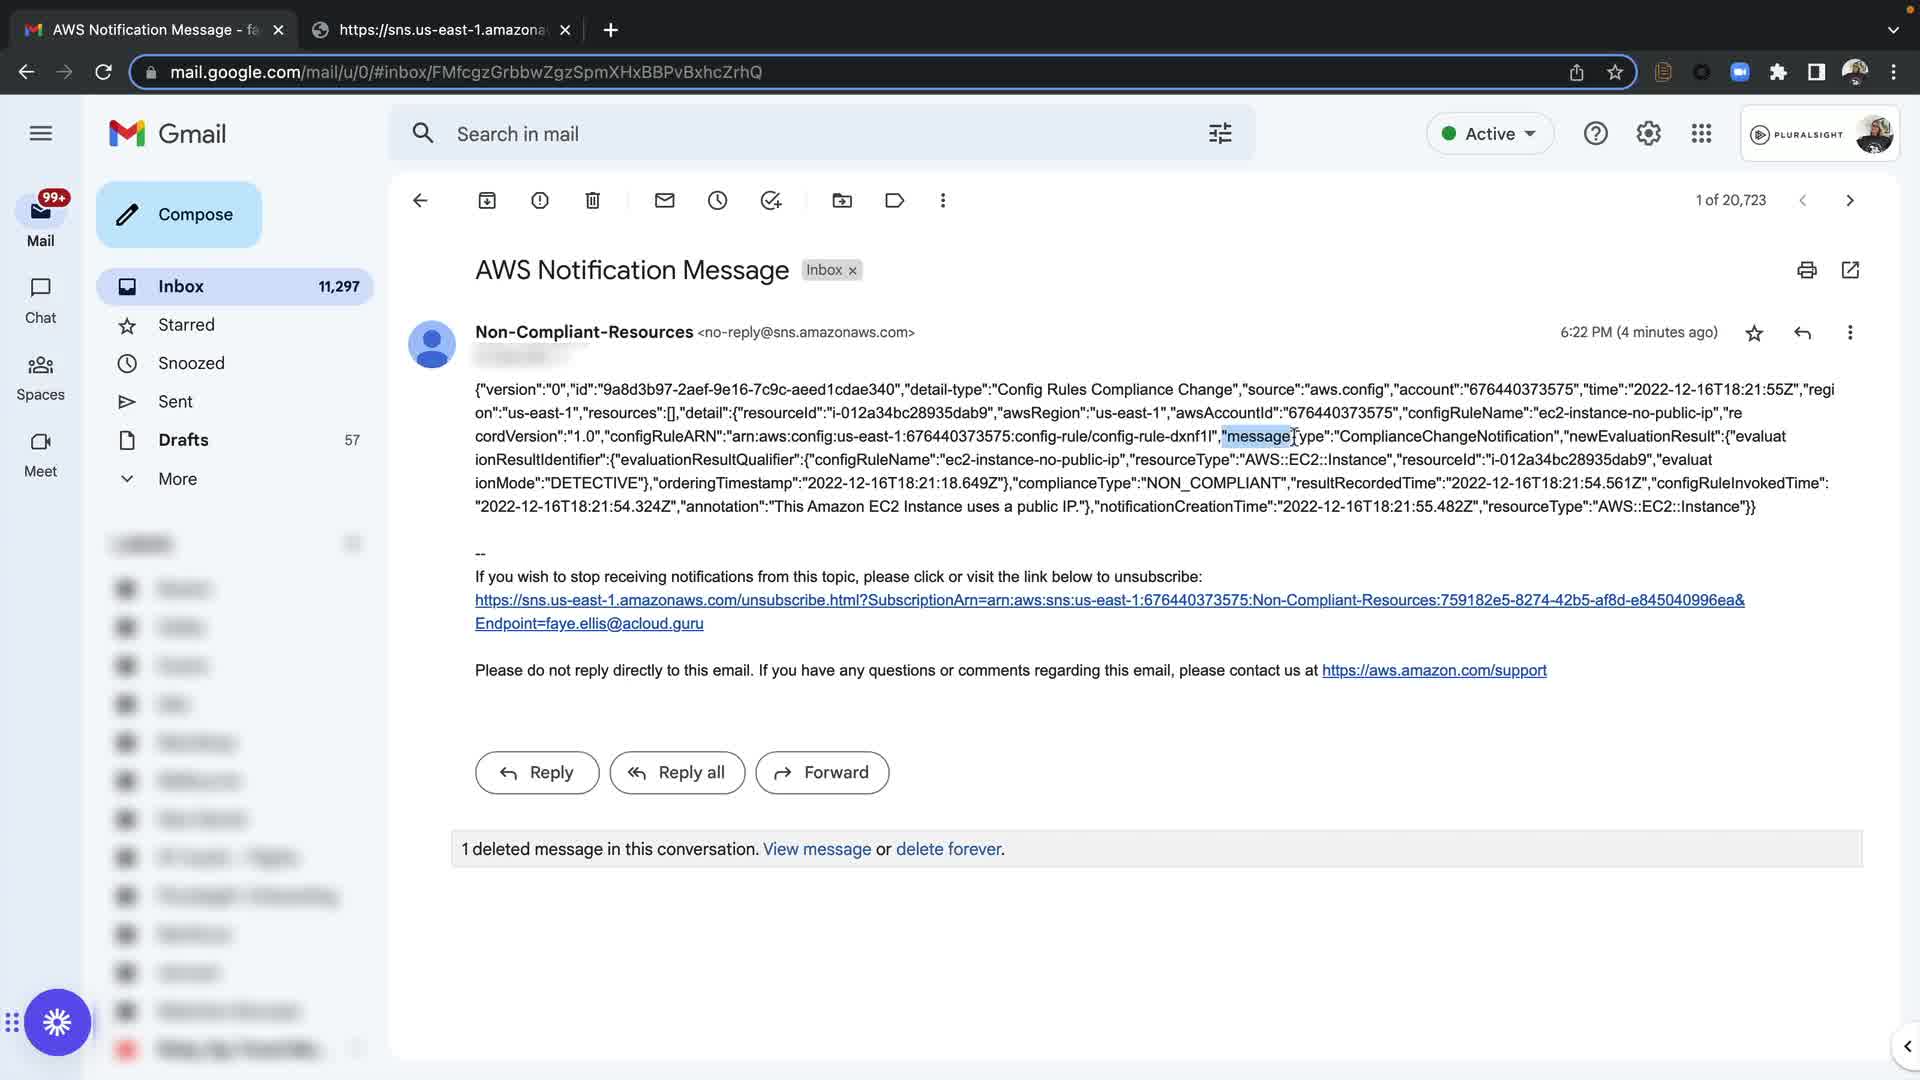 AWS Notification Message - fa
https://sns.us-east-1.amazona
mail.google.com/mail/u/0/#inbox/FMfcgzGrbbwZgzSpmXHxBBPvBxhcZrhQ
Gmail
Search in mail
Active
PLURALSIGHT
99+
Mail
Chat
Spaces
Meet
Compose
Inbox 11,297
Starred
Snoozed
Sent
Drafts 57
More
1 of 20,723
AWS Notification Message Inbox
Non-Compliant-Resources <no-reply@sns.amazonaws.com>
6:22 PM (4 minutes ago)
{"version":"0","id":"9a8d3b97-2aef-9e16-7c9c-aeed1cdae340","detail-type":"Config Rules Compliance Change","source":"aws.config","account":"676440373575","time":"2022-12-16T18:21:55Z","regi
on":"us-east-1","resources":[],"detail":{"resourceId":"i-012a34bc28935dab9","awsRegion":"us-east-1","awsAccountId":"676440373575","configRuleName":"ec2-instance-no-public-ip","re
cordVersion":"1.0","configRuleARN":"arn:aws:config:us-east-1:676440373575:config-rule/config-rule-dxnf1l","messageType":"ComplianceChangeNotification","newEvaluationResult":{"evaluat
ionResultIdentifier":{"evaluationResultQualifier":{"configRuleName":"ec2-instance-no-public-ip","resourceType":"AWS::EC2::Instance","resourceId":"i-012a34bc28935dab9","evaluat
ionMode":"DETECTIVE"},"orderingTimestamp":"2022-12-16T18:21:18.649Z"},"complianceType":"NON_COMPLIANT","resultRecordedTime":"2022-12-16T18:21:54.561Z","configRuleInvokedTime":
"2022-12-16T18:21:54.324Z","annotation":"This Amazon EC2 Instance uses a public IP."},"notificationCreationTime":"2022-12-16T18:21:55.482Z","resourceType":"AWS::EC2::Instance"}}
--
If you wish to stop receiving notifications from this topic, please click or visit the link below to unsubscribe:
https://sns.us-east-1.amazonaws.com/unsubscribe.html?SubscriptionArn=arn:aws:sns:us-east-1:676440373575:Non-Compliant-Resources:759182e5-8274-42b5-af8d-e845040996ea&
Endpoint=faye.ellis@acloud.guru
Please do not reply directly to this email. If you have any questions or comments regarding this email, please contact us at https://aws.amazon.com/support
Reply
Reply all
Forward
1 deleted message in this conversation. View message or delete forever.